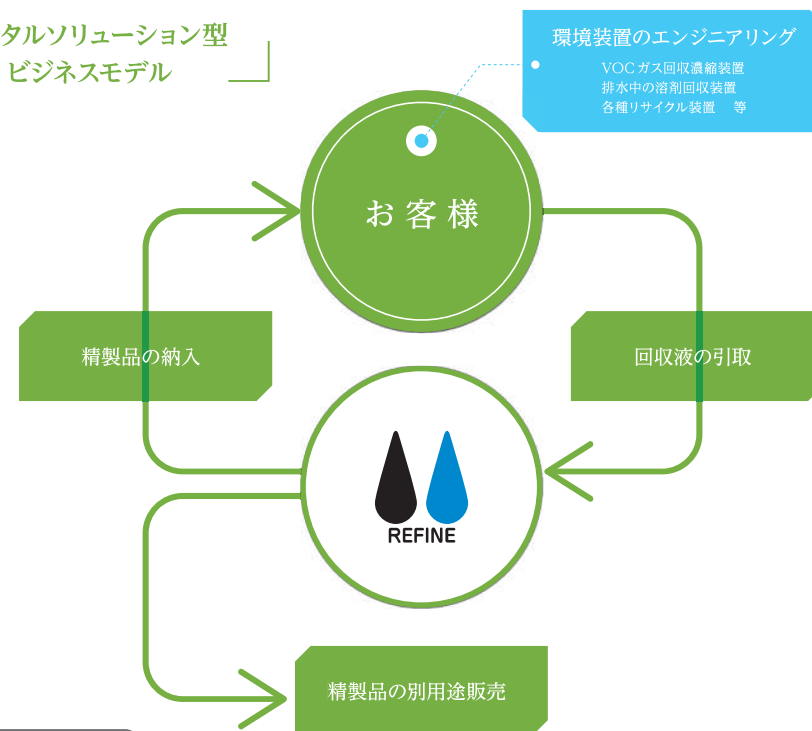 タルソリューション型
ビジネスモデル
環境装置のエンジニアリング
VOCガス回収濃縮装置
排水中の溶剤回収装置
各種リサイクル装置 等
お客様
精製品の納入
回収液の引取
REFINE
精製品の別用途販売